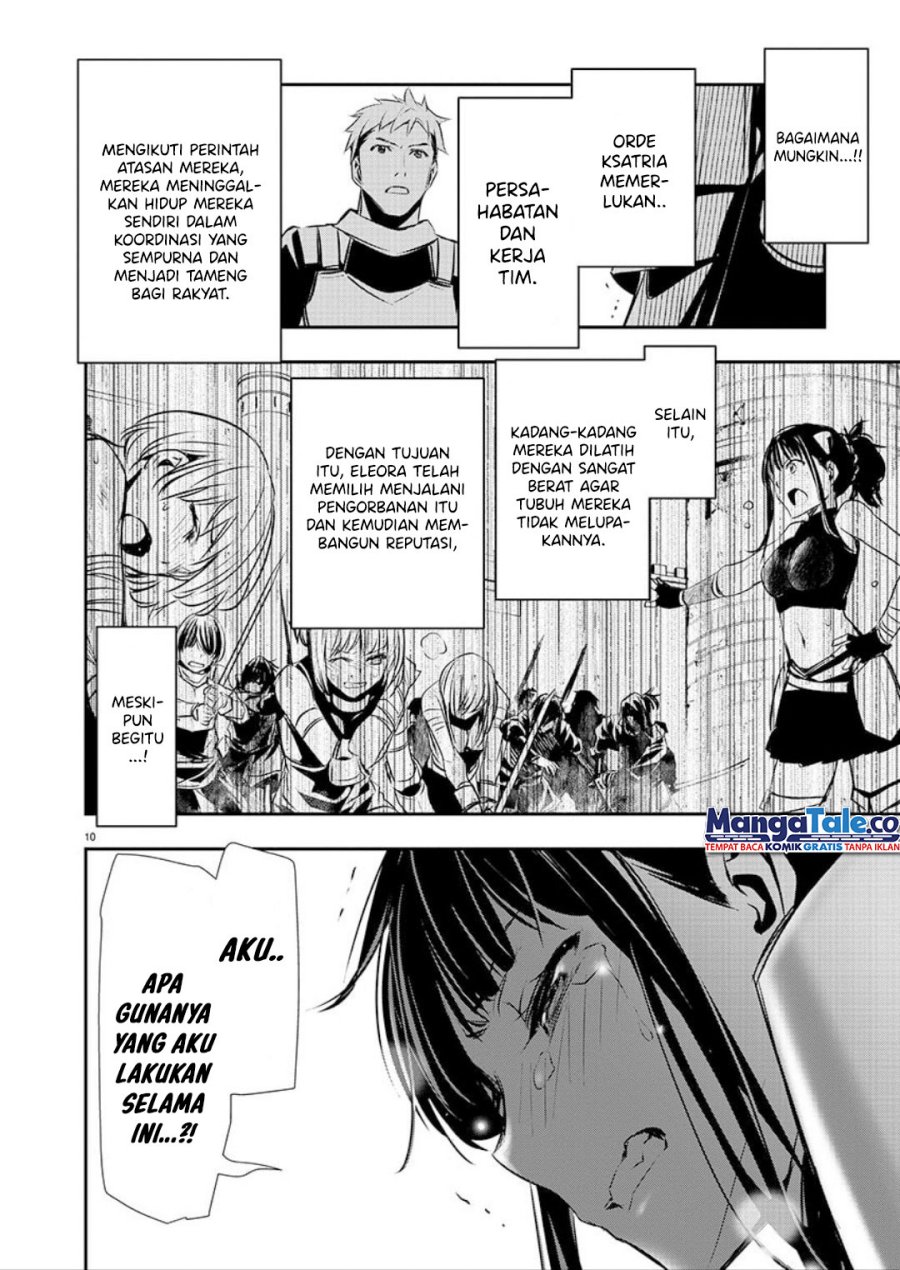 BAGAIMANA
MUNGKIN...!!
ORDE
KSATRIA
MEMER-
LUKAN..
PERSA-
HABATAN
DAN
KERJA
TIM.
MENGIKUTI PERINTAH
ATASAN MEREKA,
MEREKA MENINGGAL-
KAN HIDUP MEREKA
SENDIRI DALAM
KOORDINASI YANG
SEMPURNA DAN
MENJADI TAMENG
BAGI RAKYAT.
SELAIN
ITU,
KADANG-KADANG
MEREKA DILATIH
DENGAN SANGAT
BERAT AGAR
TUBUH MEREKA
TIDAK MELUPA-
KANNYA.
DENGAN TUJUAN
ITU, ELEORA TELAH
MEMILIH MENJALANI
PENGORBANAN ITU
DAN KEMUDIAN MEM-
BANGUN REPUTASI,
MESKI-
PUN
BEGITU
...!
10
MangaTale.co
TEMPAT BACA KOMIK GRATIS TANPA IKLAN
AKU..
APA
GUNANYA
YANG AKU
LAKUKAN
SELAMA
INI...?!